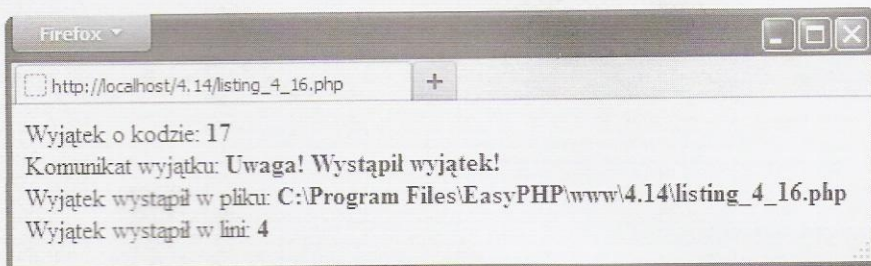 Firefox
http://localhost/4.14/listing_4_16.php
Wyjątek o kodzie: 17
Komunikat wyjątku: Uwaga! Wystąpił wyjątek!
Wyjątek wystąpił w pliku: C:\Program Files\EasyPHP\www\4.14\listing_4_16.php
Wyjątek wystąpił w lini: 4